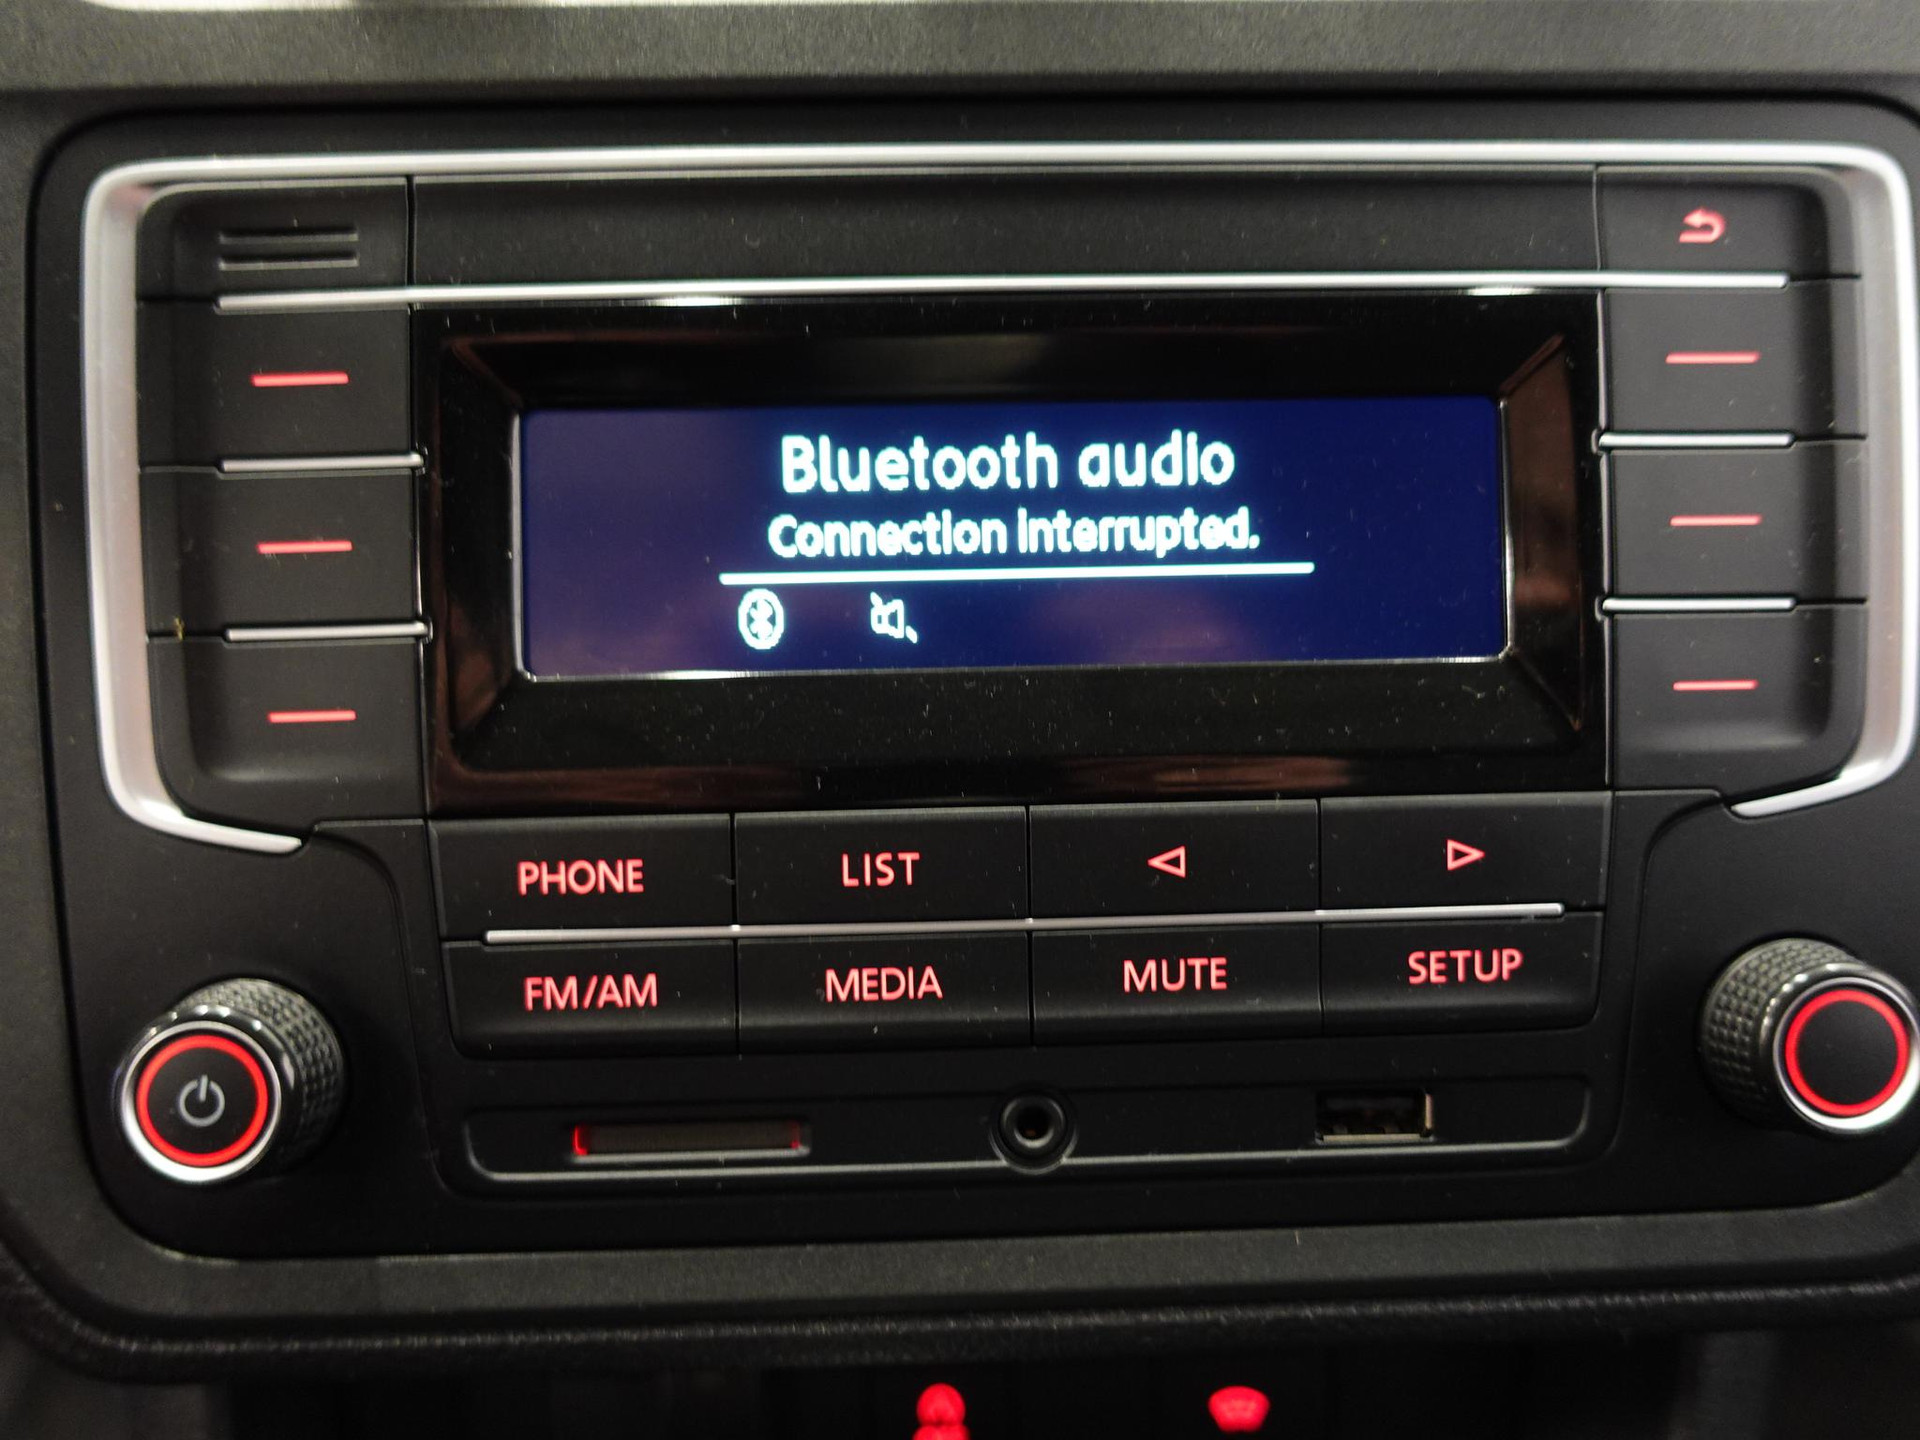 Bluetooth audio
Connection interrupted.
PHONE LIST
FM/AM MEDIA MUTE SETUP